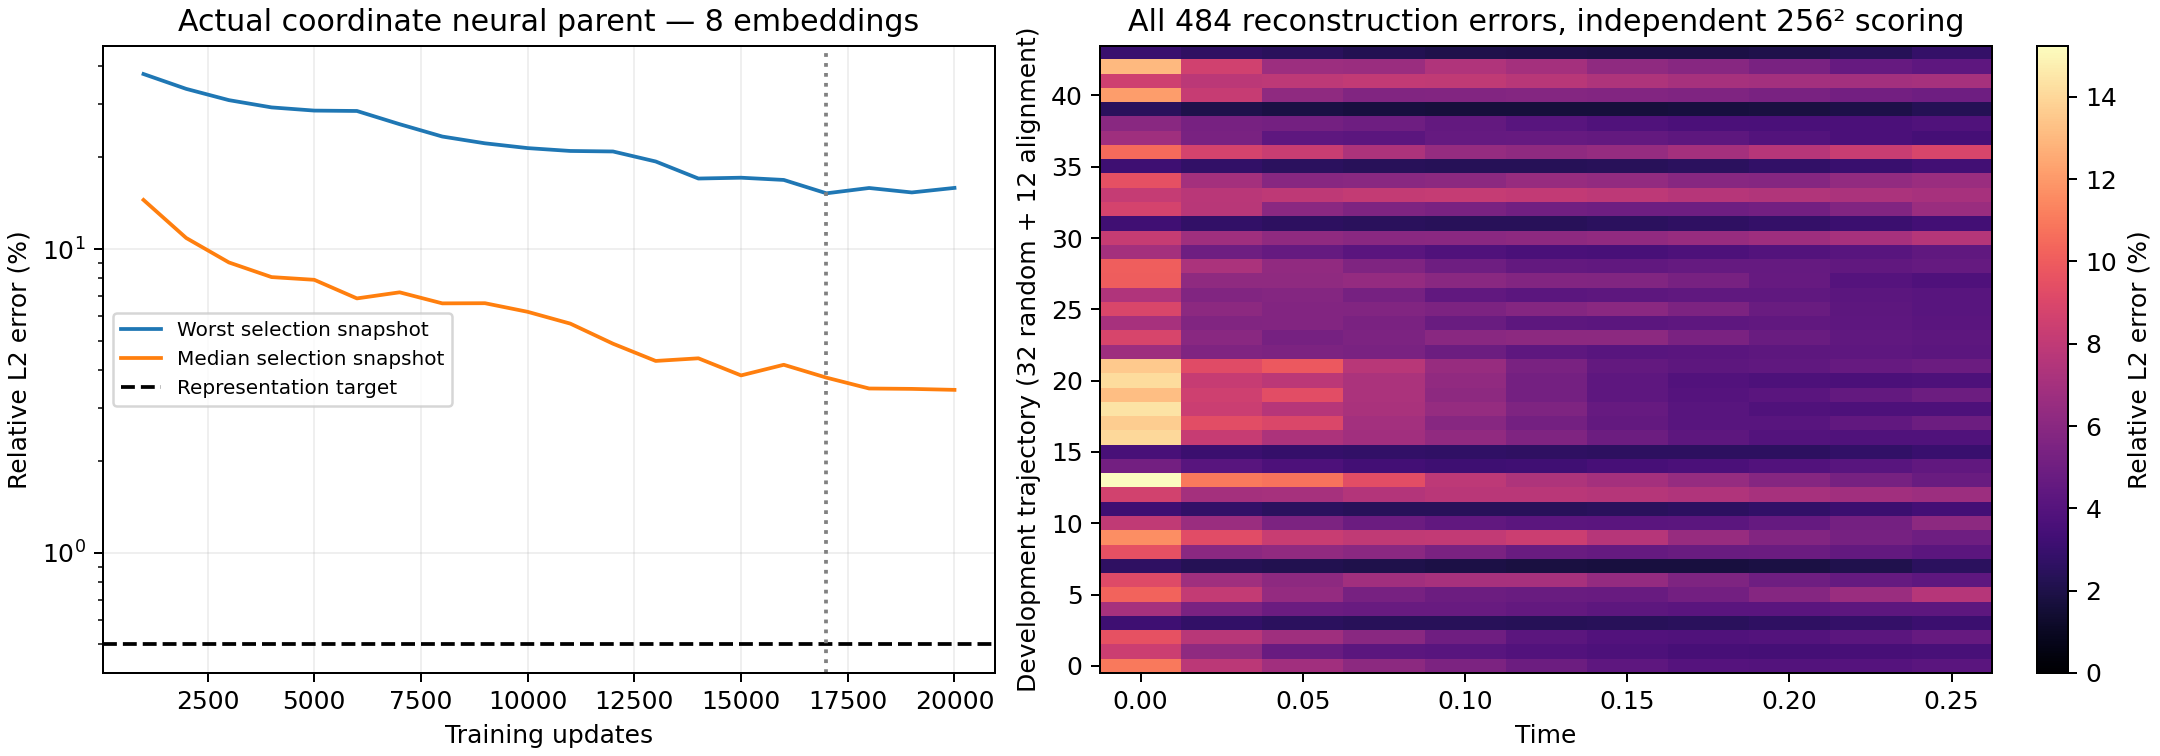 Actual coordinate neural parent — 8 embeddings
Relative L2 error (%)
10¹
10⁰
Worst selection snapshot
Median selection snapshot
Representation target
2500 5000 7500 10000 12500 15000 17500 20000
Training updates
All 484 reconstruction errors, independent 256² scoring
Development trajectory (32 random + 12 alignment)
40
35
30
25
20
15
10
5
0
0.00 0.05 0.10 0.15 0.20 0.25
Time
14
12
10
8
6
4
2
0
Relative L2 error (%)